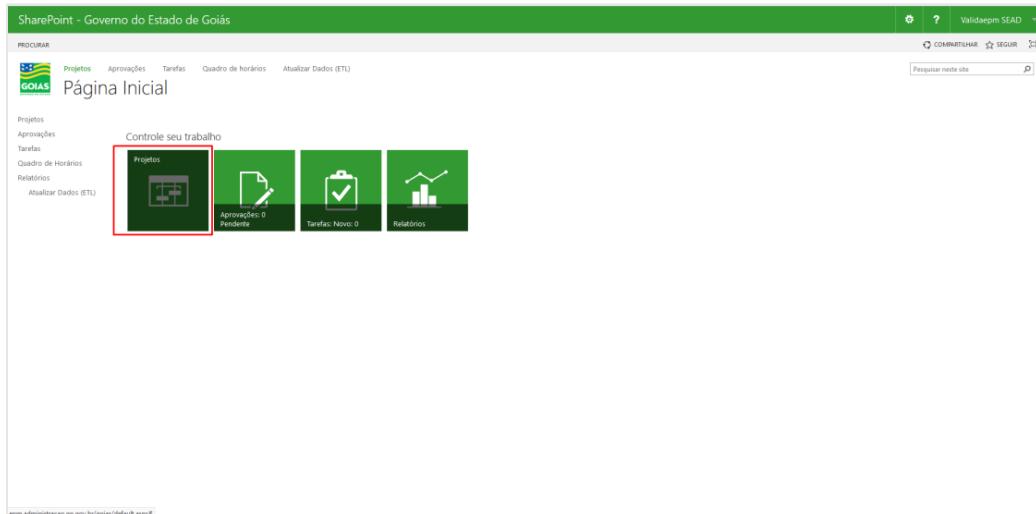 SharePoint - Governo do Estado de Goiás
? Validaepm SEAD
PROCURAR
COMPARTILHAR SEGUIR
Projetos Aprovações Tarefas Quadro de horários Atualizar Dados (ETL)
Pesquisar neste site
GOIAS
Página Inicial
Projetos
Aprovações
Tarefas
Quadro de Horários
Relatórios
Atualizar Dados (ETL)
Controle seu trabalho
Projetos
Aprovações: 0
Pendente
Tarefas: Novo: 0
Relatórios